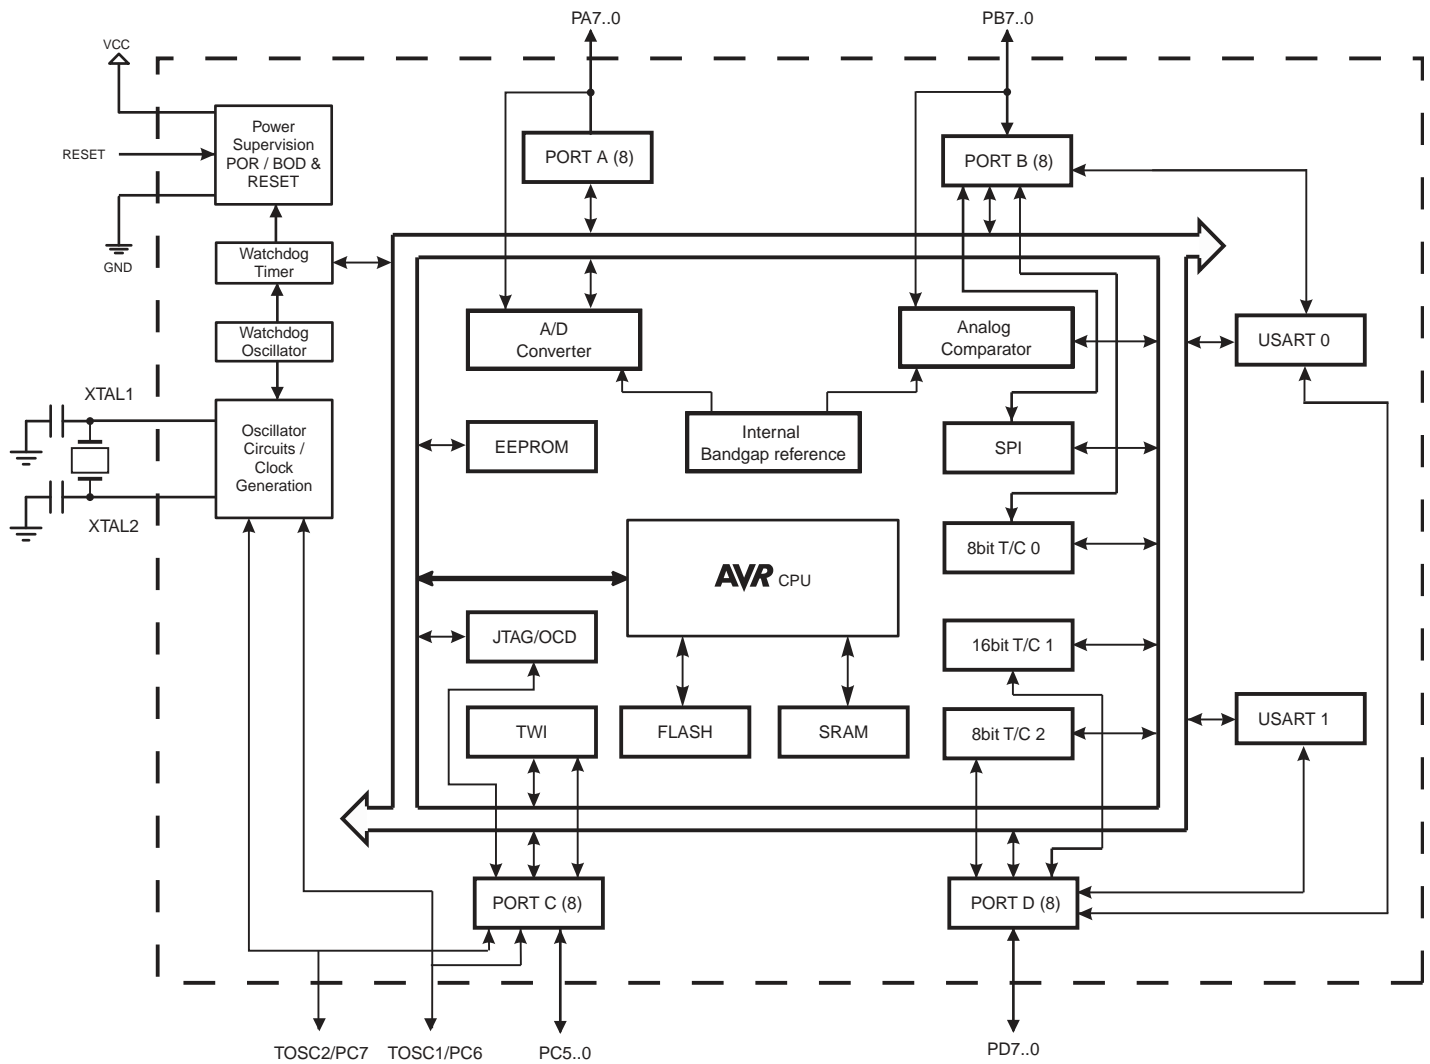 PA7..0
PB7..0
VCC
RESET
GND
Power
Supervision
POR / BOD &
RESET
PORT A (8)
PORT B (8)
Watchdog
Timer
Watchdog
Oscillator
A/D
Converter
Analog
Comparator
USART 0
XTAL1
XTAL2
Oscillator
Circuits /
Clock
Generation
EEPROM
Internal
Bandgap reference
SPI
8bit T/C 0
AVR CPU
JTAG/OCD
16bit T/C 1
TWI
FLASH
SRAM
8bit T/C 2
USART 1
PORT C (8)
PORT D (8)
TOSC2/PC7
TOSC1/PC6
PC5..0
PD7..0